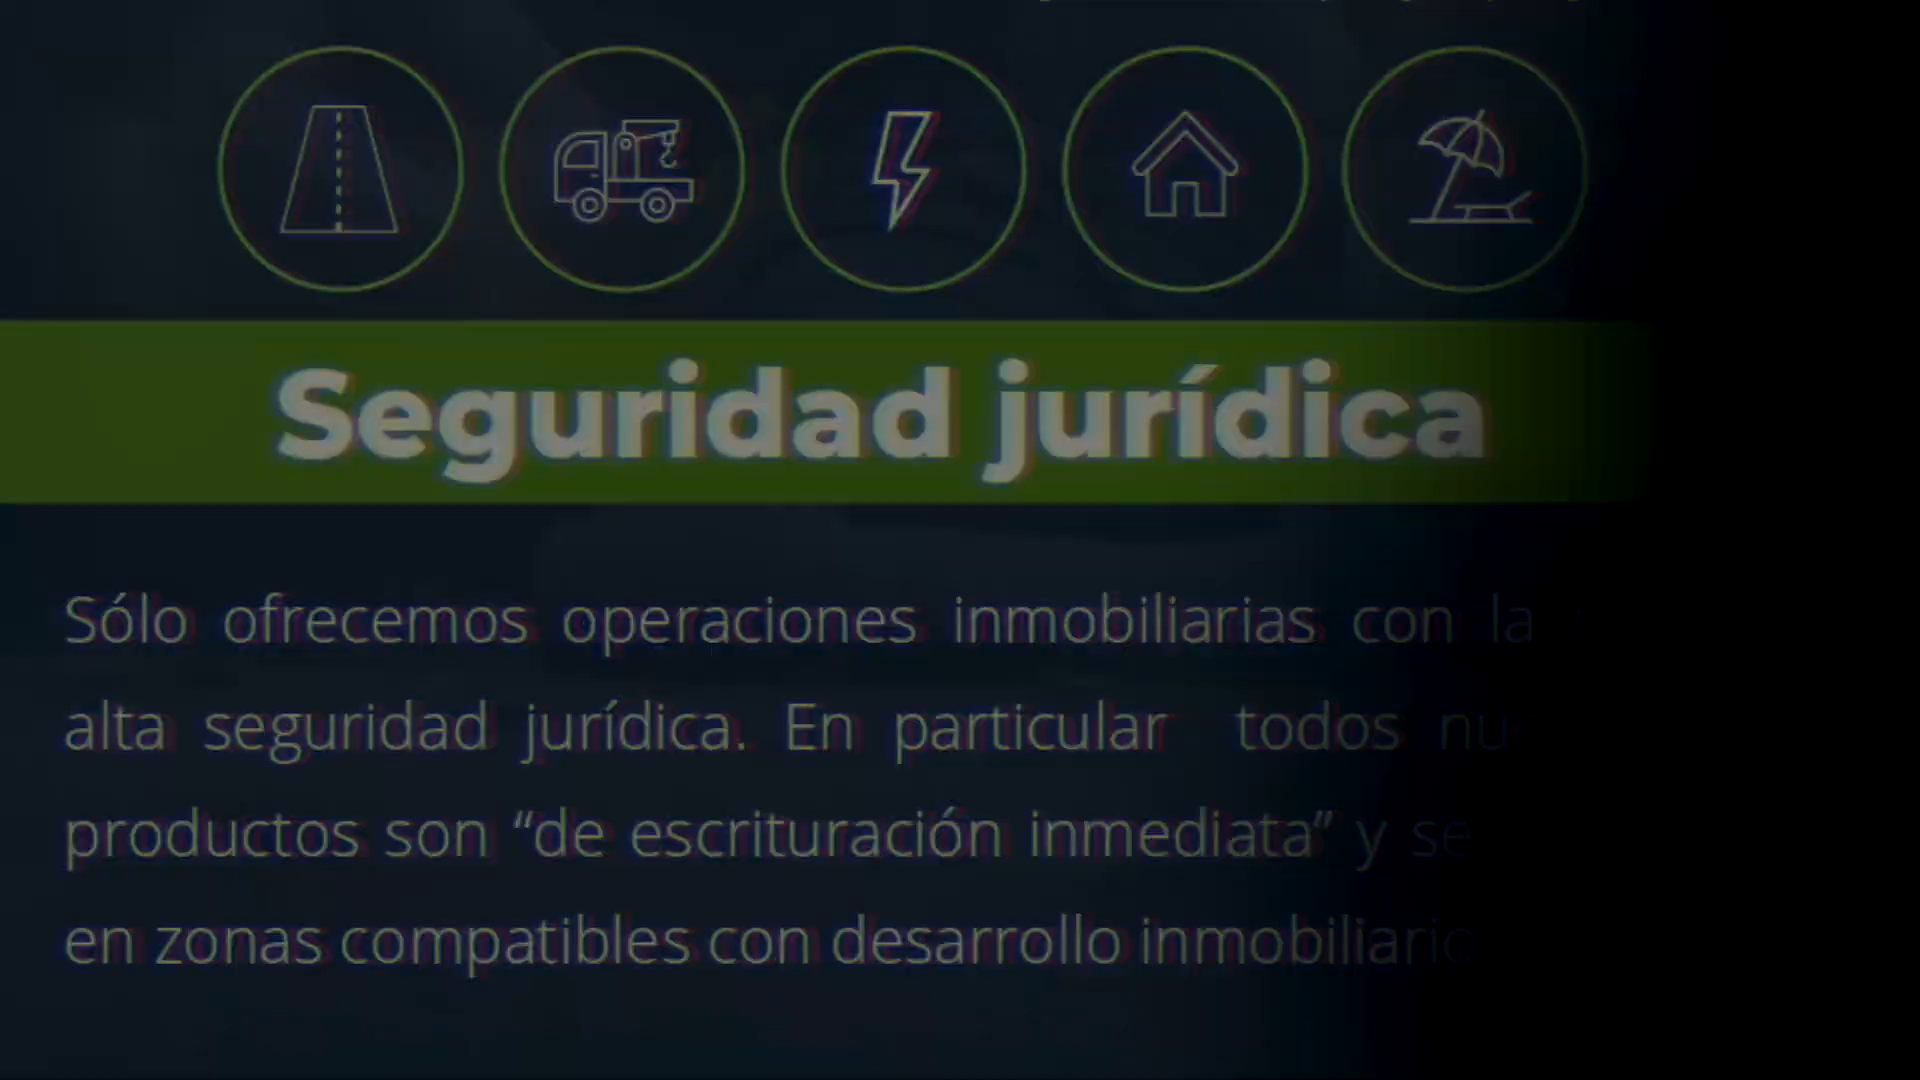 Seguridad jurídica
Sólo ofrecemos operaciones inmobiliarias con la
alta seguridad jurídica. En particular todos
productos son “de escrituración inmediata” y
en zonas compatibles con desarrollo inmobiliario